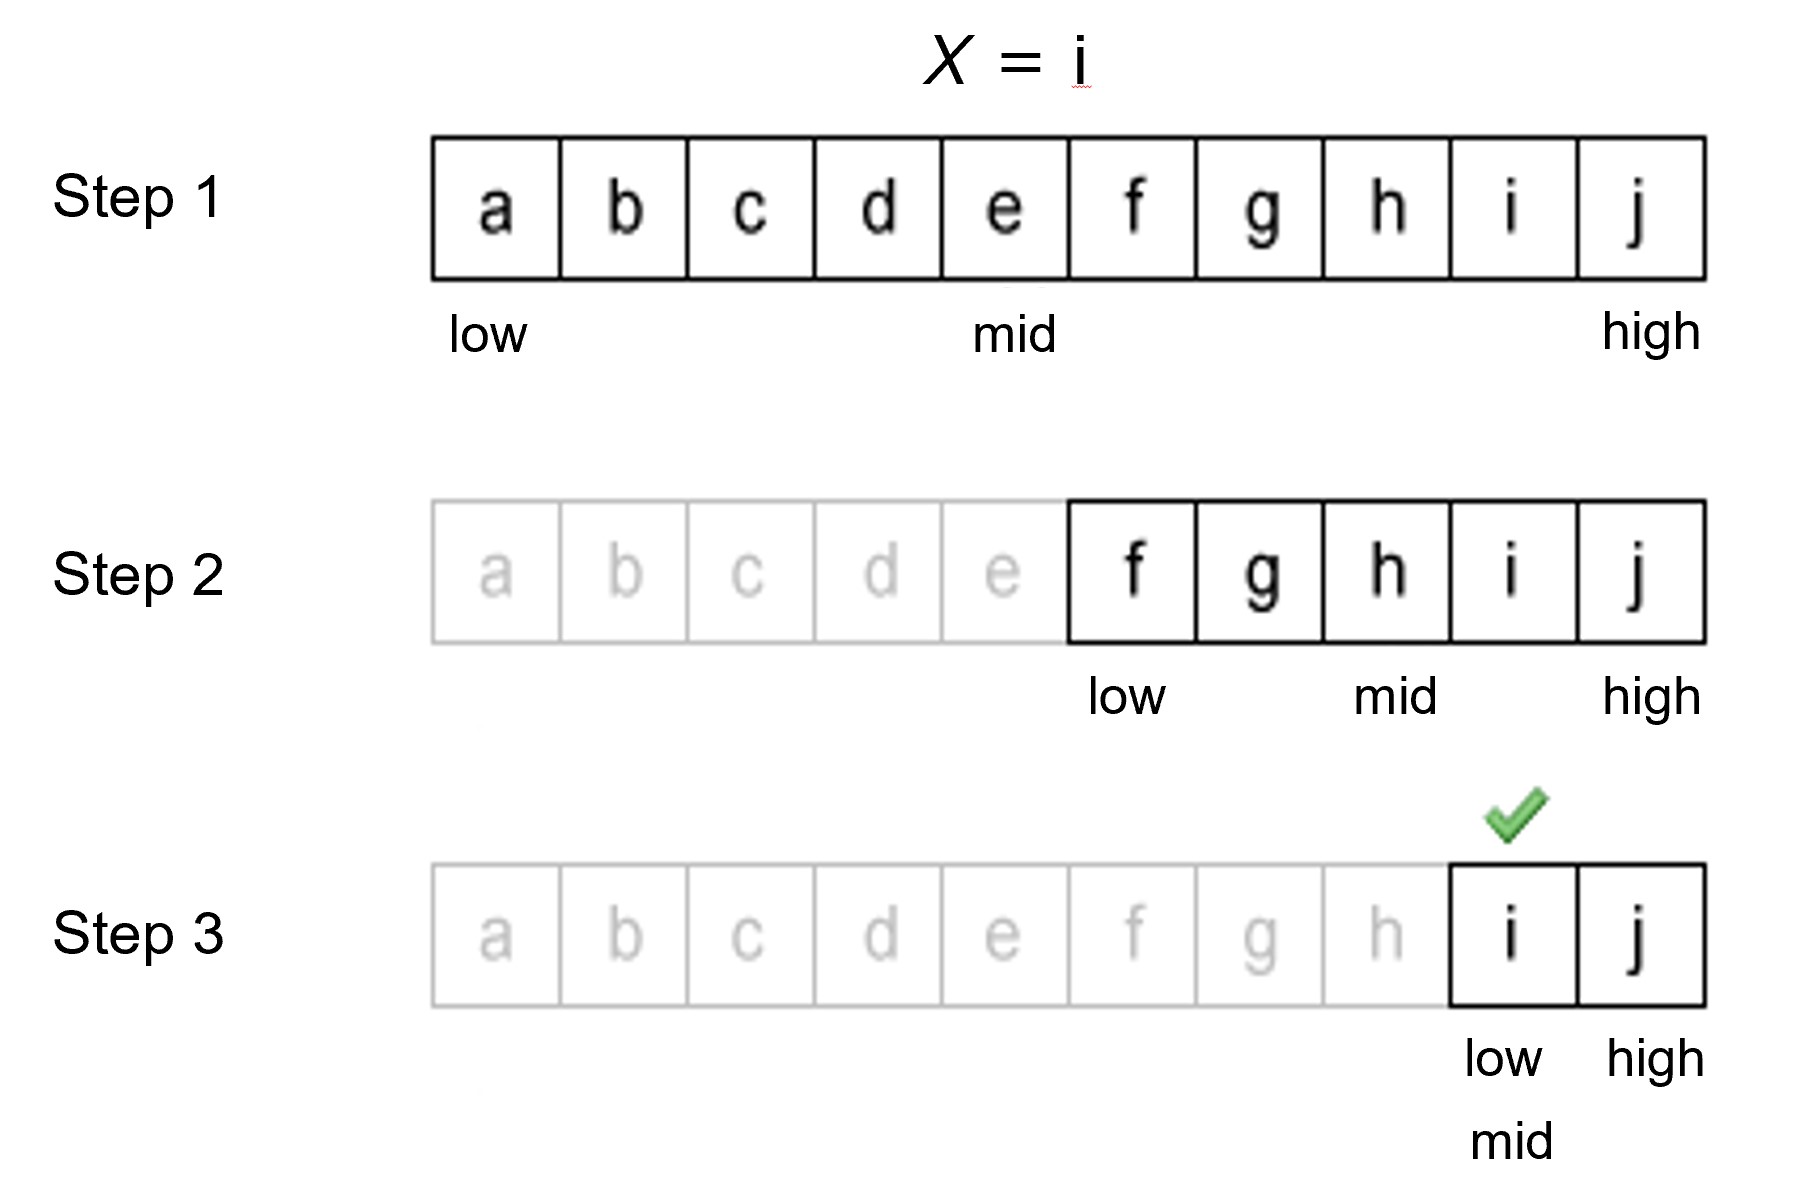 X = i
Step 1
a b c d e f g h i j
low mid high
Step 2
a b c d e f g h i j
low mid high
Step 3
a b c d e f g h i j
low high
mid